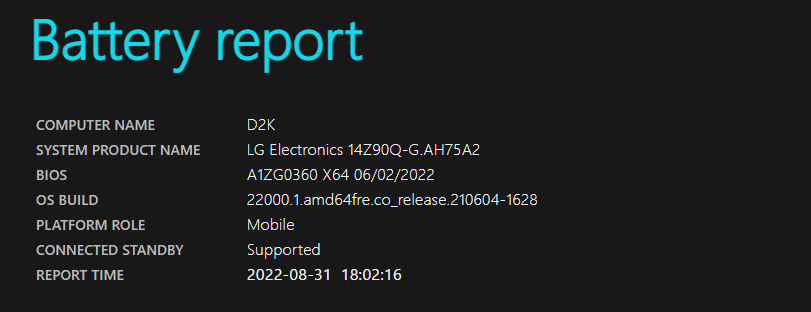 Battery report
COMPUTER NAME D2K
SYSTEM PRODUCT NAME LG Electronics 14Z90Q-G.AH75A2
BIOS A1ZG0360 X64 06/02/2022
OS BUILD 22000.1.amd64fre.co_release.210604-1628
PLATFORM ROLE Mobile
CONNECTED STANDBY Supported
REPORT TIME 2022-08-31 18:02:16